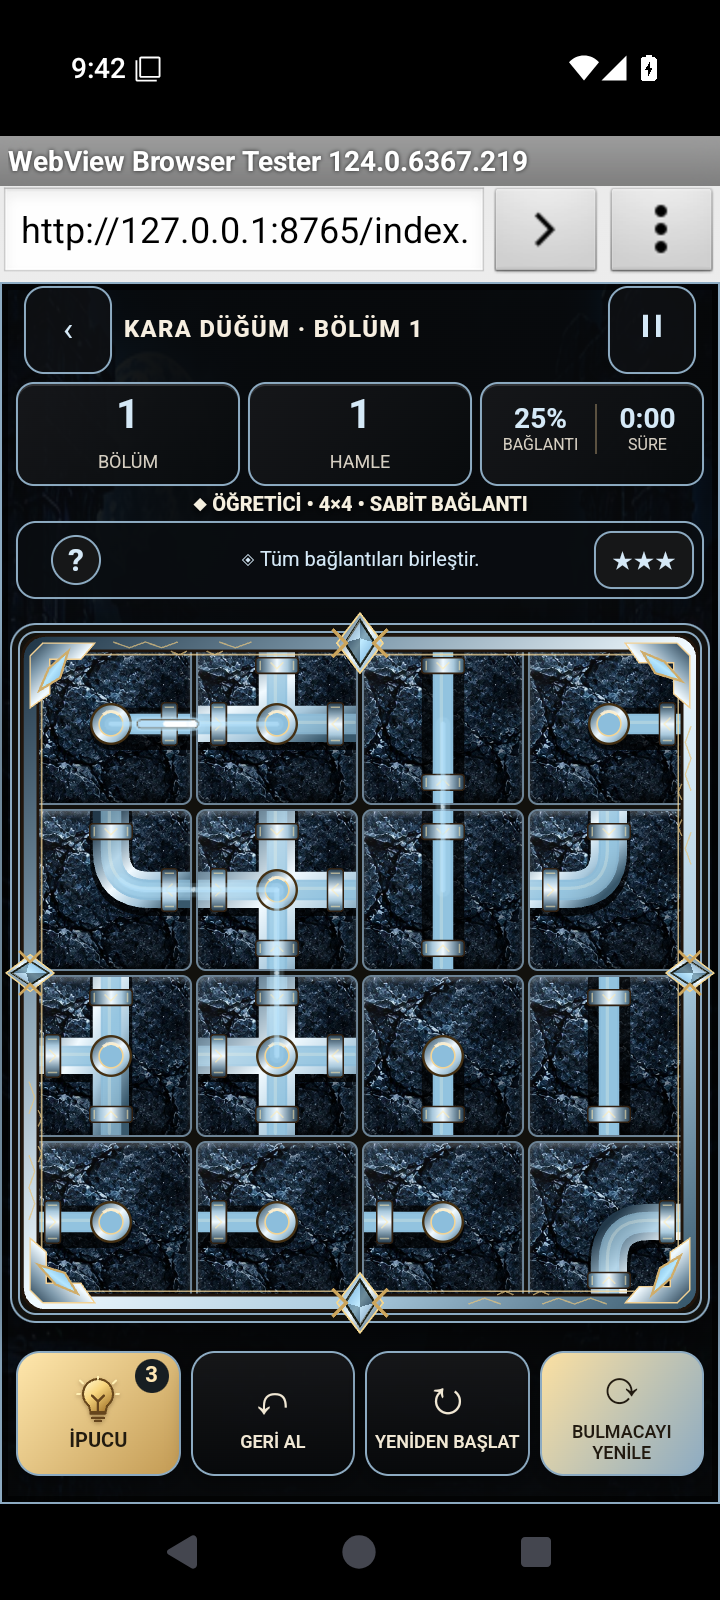 9:42
WebView Browser Tester 124.0.6367.219
http://127.0.0.1:8765/index.
‹ KARA DÜĞÜM · BÖLÜM 1
1
BÖLÜM
1
HAMLE
25%
BAĞLANTI
0:00
SÜRE
◆ ÖĞRETİCİ • 4×4 • SABİT BAĞLANTI
? ◈ Tüm bağlantıları birleştir. ★★★
3
İPUCU
GERİ AL
YENİDEN BAŞLAT
BULMACAYI
YENİLE